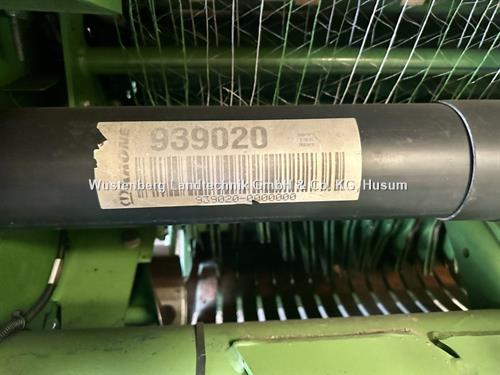 KRONE
939020
Wüstenberg Landtechnik GmbH & Co. KG, Husum
939020-0000000